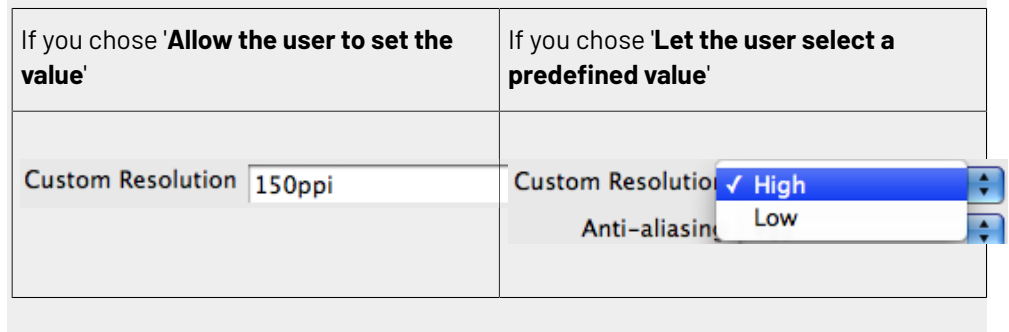 If you chose 'Allow the user to set the
value'
If you chose 'Let the user select a
predefined value'
Custom Resolution 150ppi
Custom Resolution ✓ High
Low
Anti-aliasing